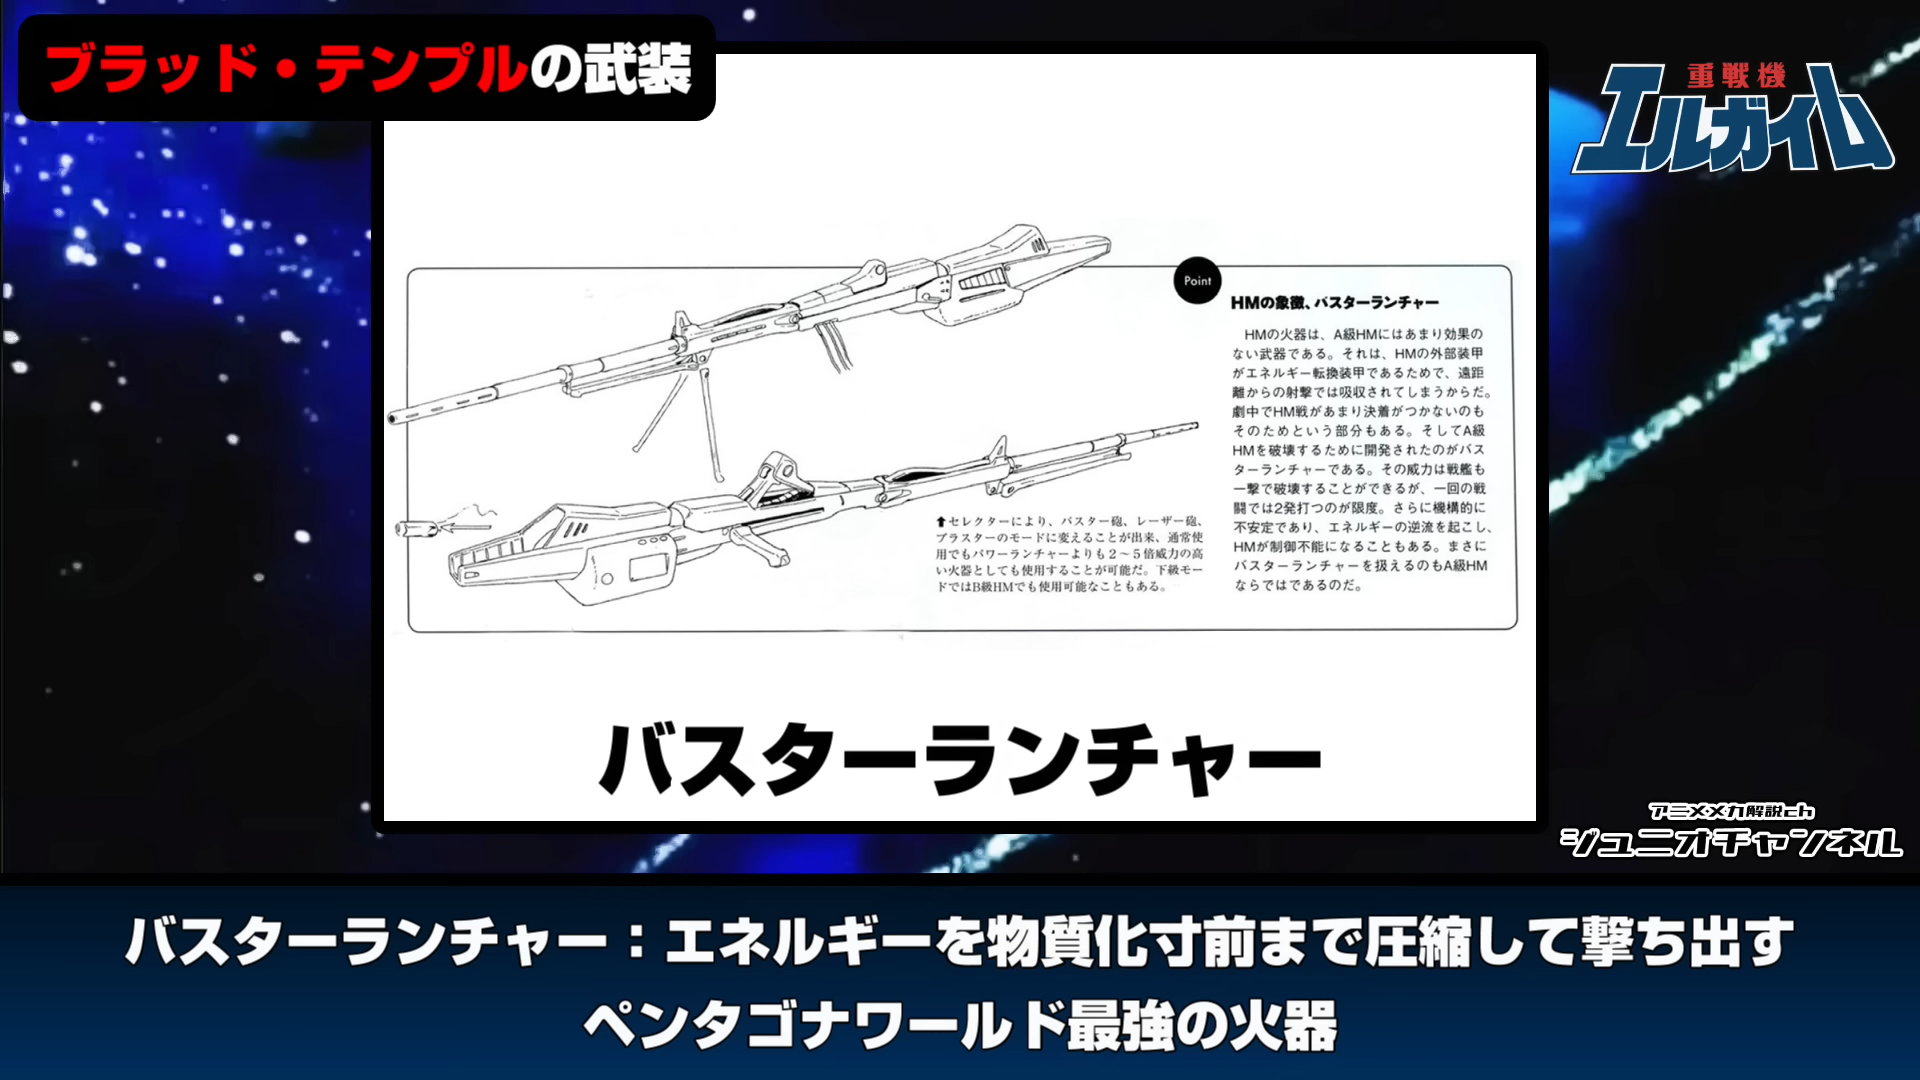 ブラッド・テンプルの武装
重戦機
エルガイム
Point
HMの象徴、バスターランチャー
HMの火器は、A級HMにはあまり効果の
ない武器である。それは、HMの外部装甲
がエネルギー転換装甲であるためで、遠距
離からの射撃では吸収されてしまうからだ。
劇中でHM戦があまり決着がつかないのも
そのためという部分もある。そしてA級
HMを破壊するために開発されたのがバス
ターランチャーである。その威力は戦艦も
一撃で破壊することができるが、一回の戦
闘では2発打つのが限度。さらに機構的に
不安定であり、エネルギーの逆流を起こし、
HMが制御不能になることもある。まさに
バスターランチャーを扱えるのもA級HM
ならではであるのだ。
⬆セレクターにより、バスター砲、レーザー砲、
ブラスターのモードに変えることが出来、通常使
用でもパワーランチャーよりも2〜5倍威力の高
い火器としても使用することが可能だ。下級モー
ドではB級HMでも使用可能なこともある。
バスターランチャー
アニメメカ解説ch
ジュニオチャンネル
バスターランチャー：エネルギーを物質化寸前まで圧縮して撃ち出す
ペンタゴナワールド最強の火器